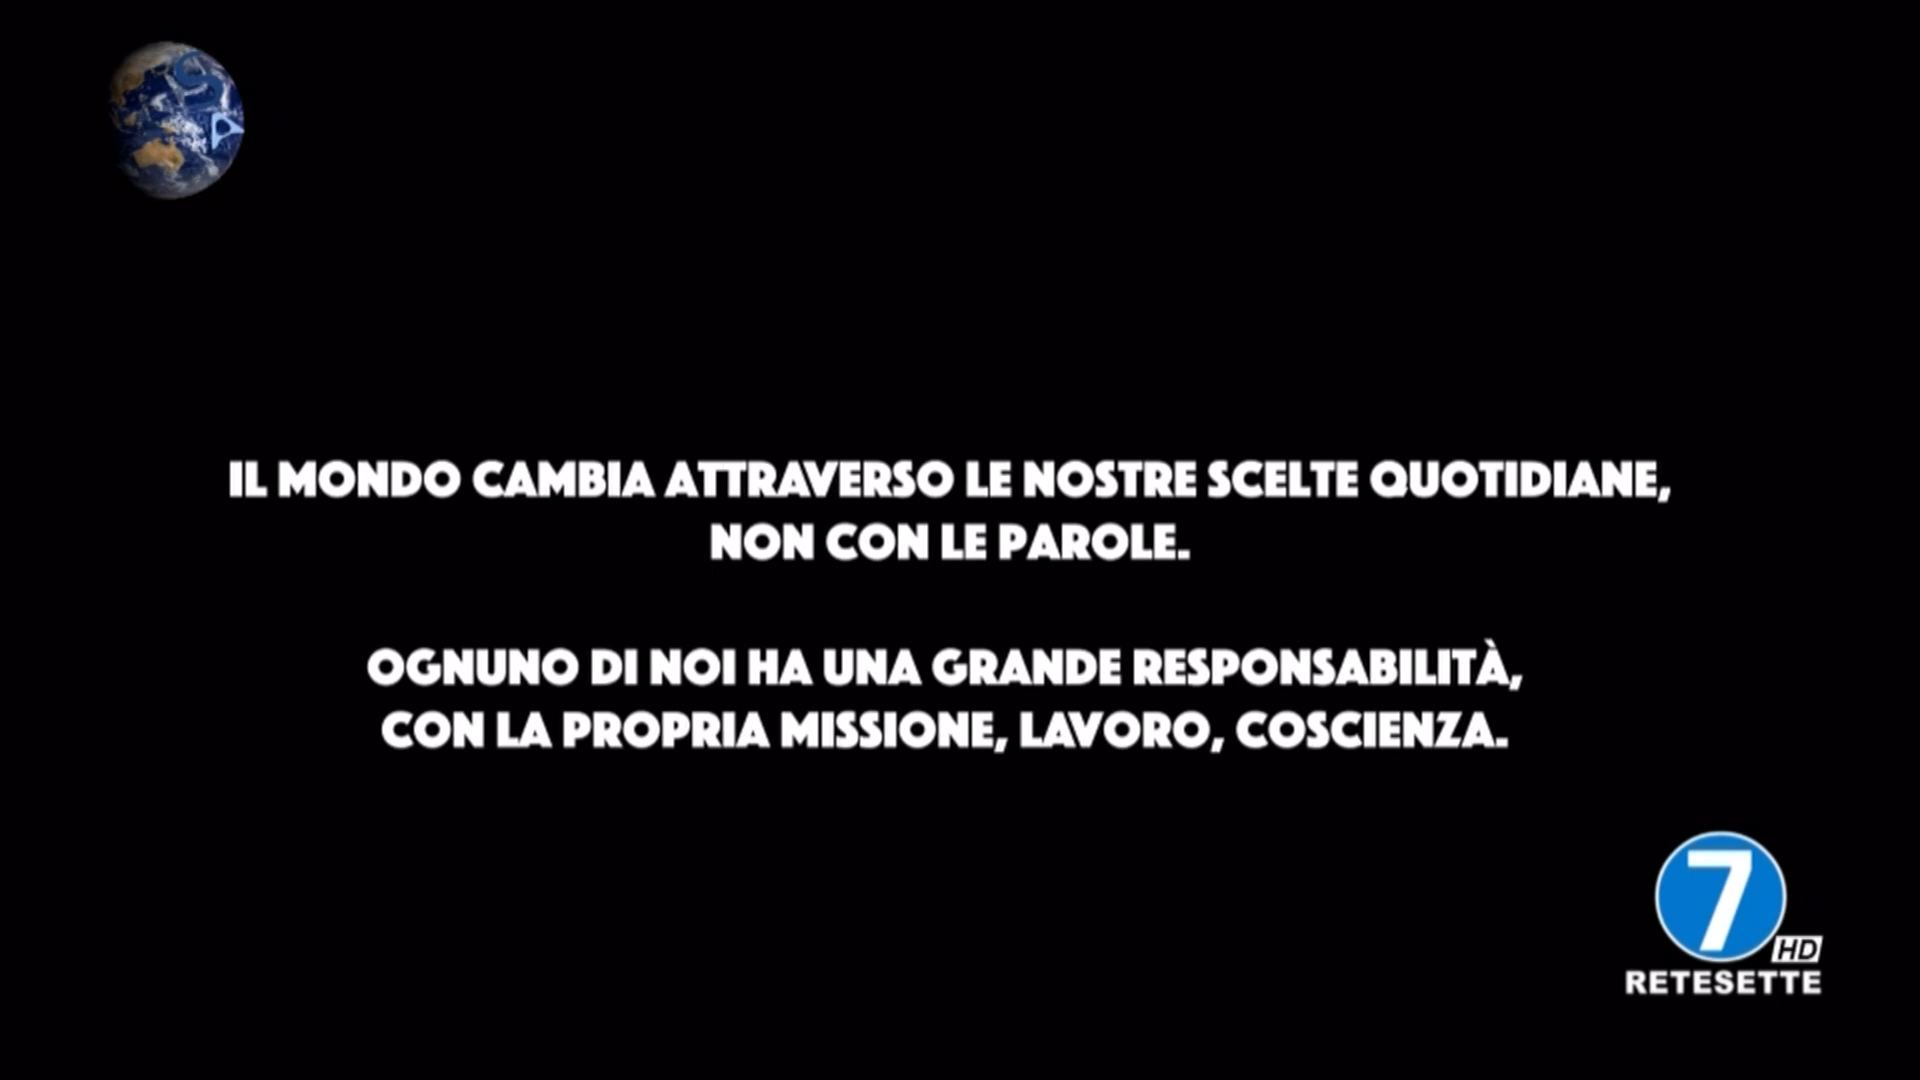 IL MONDO CAMBIA ATTRAVERSO LE NOSTRE SCELTE QUOTIDIANE,
NON CON LE PAROLE.
OGNUNO DI NOI HA UNA GRANDE RESPONSABILITÀ,
CON LA PROPRIA MISSIONE, LAVORO, COSCIENZA.
7
HD
RETESETTE